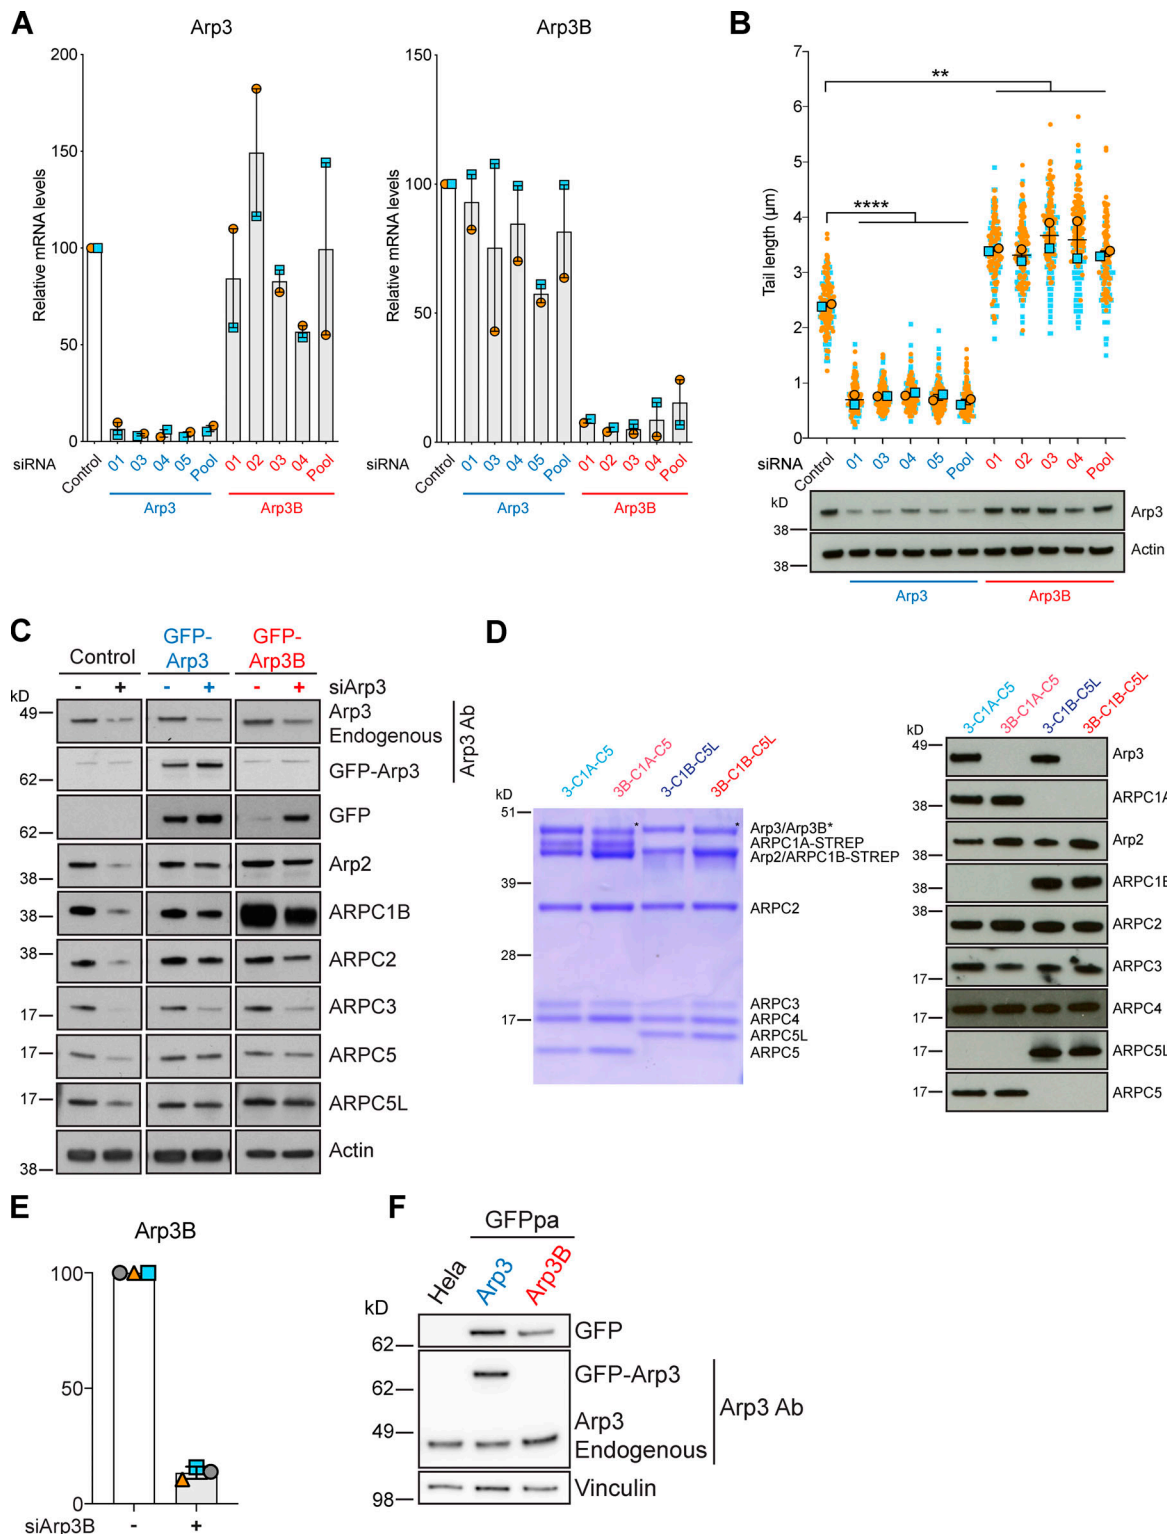 A
Arp3
Relative mRNA levels
200
150
100
50
0
siRNA
Control
01
03
04
05
Pool
01
02
03
04
Pool
Arp3
Arp3B
Arp3B
Relative mRNA levels
150
100
50
0
siRNA
Control
01
03
04
05
Pool
01
02
03
04
Pool
Arp3
Arp3B
B
Tail length (µm)
7
6
5
4
3
2
1
0
**
****
siRNA
Control
01
03
04
05
Pool
01
02
03
04
Pool
kD
38
Arp3
38
Actin
Arp3
Arp3B
C
Control
GFP-
Arp3
GFP-
Arp3B
kD
- + - + - + siArp3
49
Arp3
Endogenous
62
GFP-Arp3
Arp3 Ab
62
GFP
38
Arp2
38
ARPC1B
38
ARPC2
17
ARPC3
17
ARPC5
17
ARPC5L
38
Actin
D
3-C1A-C5
3B-C1A-C5
3-C1B-C5L
3B-C1B-C5L
kD
51
39
28
17
* *
Arp3/Arp3B*
ARPC1A-STREP
Arp2/ARPC1B-STREP
ARPC2
ARPC3
ARPC4
ARPC5L
ARPC5
3-C1A-C5
3B-C1A-C5
3-C1B-C5L
3B-C1B-C5L
kD
49
Arp3
38
ARPC1A
38
Arp2
38
ARPC1B
ARPC2
17
ARPC3
17
ARPC4
17
ARPC5L
17
ARPC5
E
Arp3B
100
50
0
siArp3B - +
F
GFPpa
Hela
Arp3
Arp3B
kD
62
GFP
62
GFP-Arp3
49
Arp3
Endogenous
Arp3 Ab
98
Vinculin